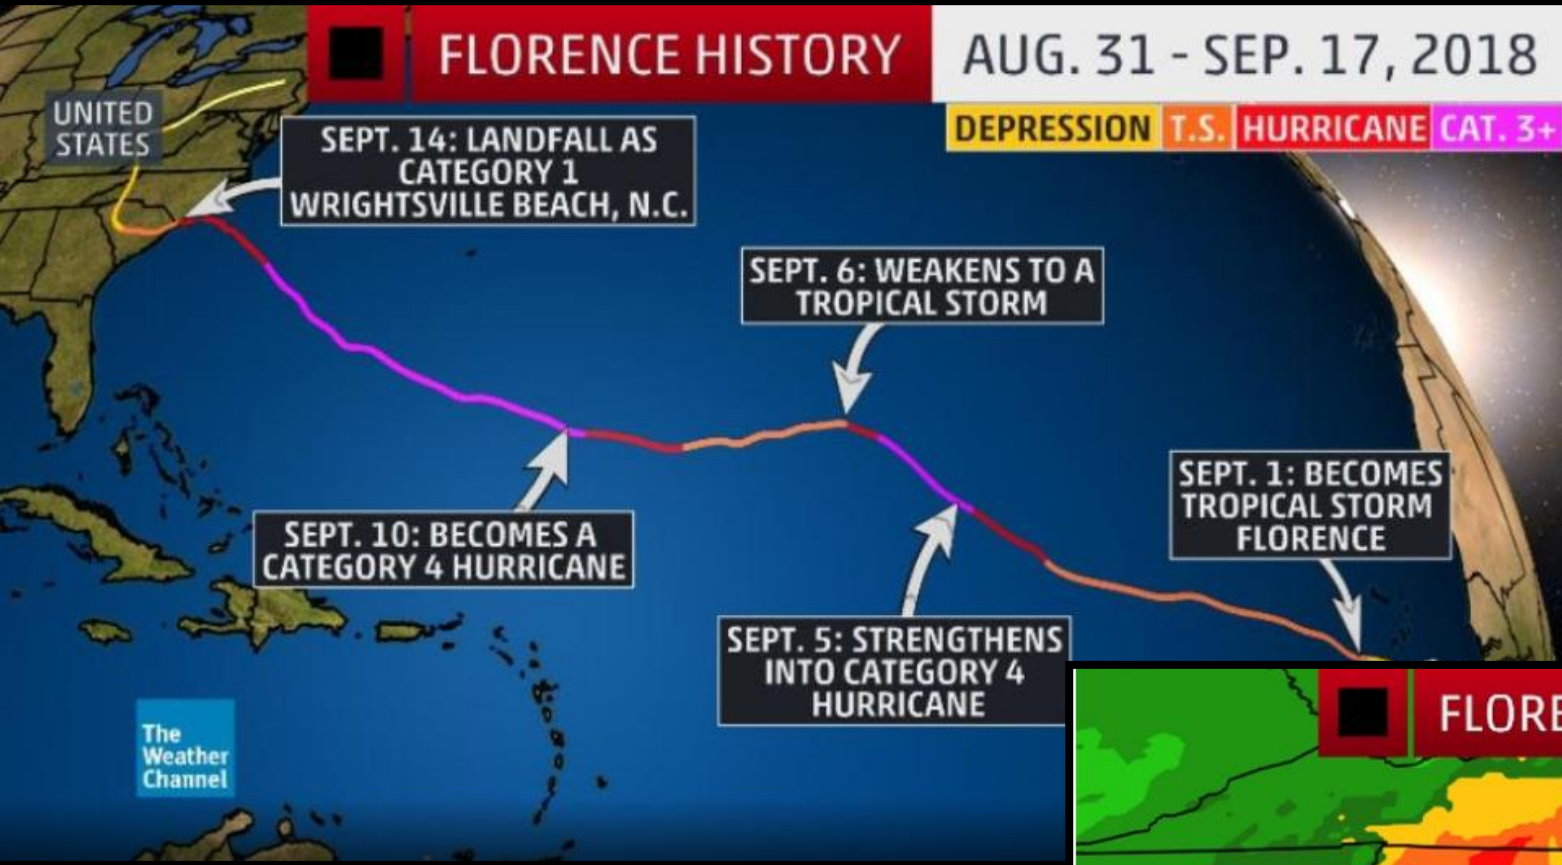 FLORENCE HISTORY
AUG. 31 - SEP. 17, 2018
DEPRESSION T.S. HURRICANE CAT. 3+
UNITED
STATES
SEPT. 14: LANDFALL AS
CATEGORY 1
WRIGHTSVILLE BEACH, N.C.
SEPT. 6: WEAKENS TO A
TROPICAL STORM
SEPT. 1: BECOMES
TROPICAL STORM
FLORENCE
SEPT. 10: BECOMES A
CATEGORY 4 HURRICANE
SEPT. 5: STRENGTHENS
INTO CATEGORY 4
HURRICANE
The
Weather
Channel